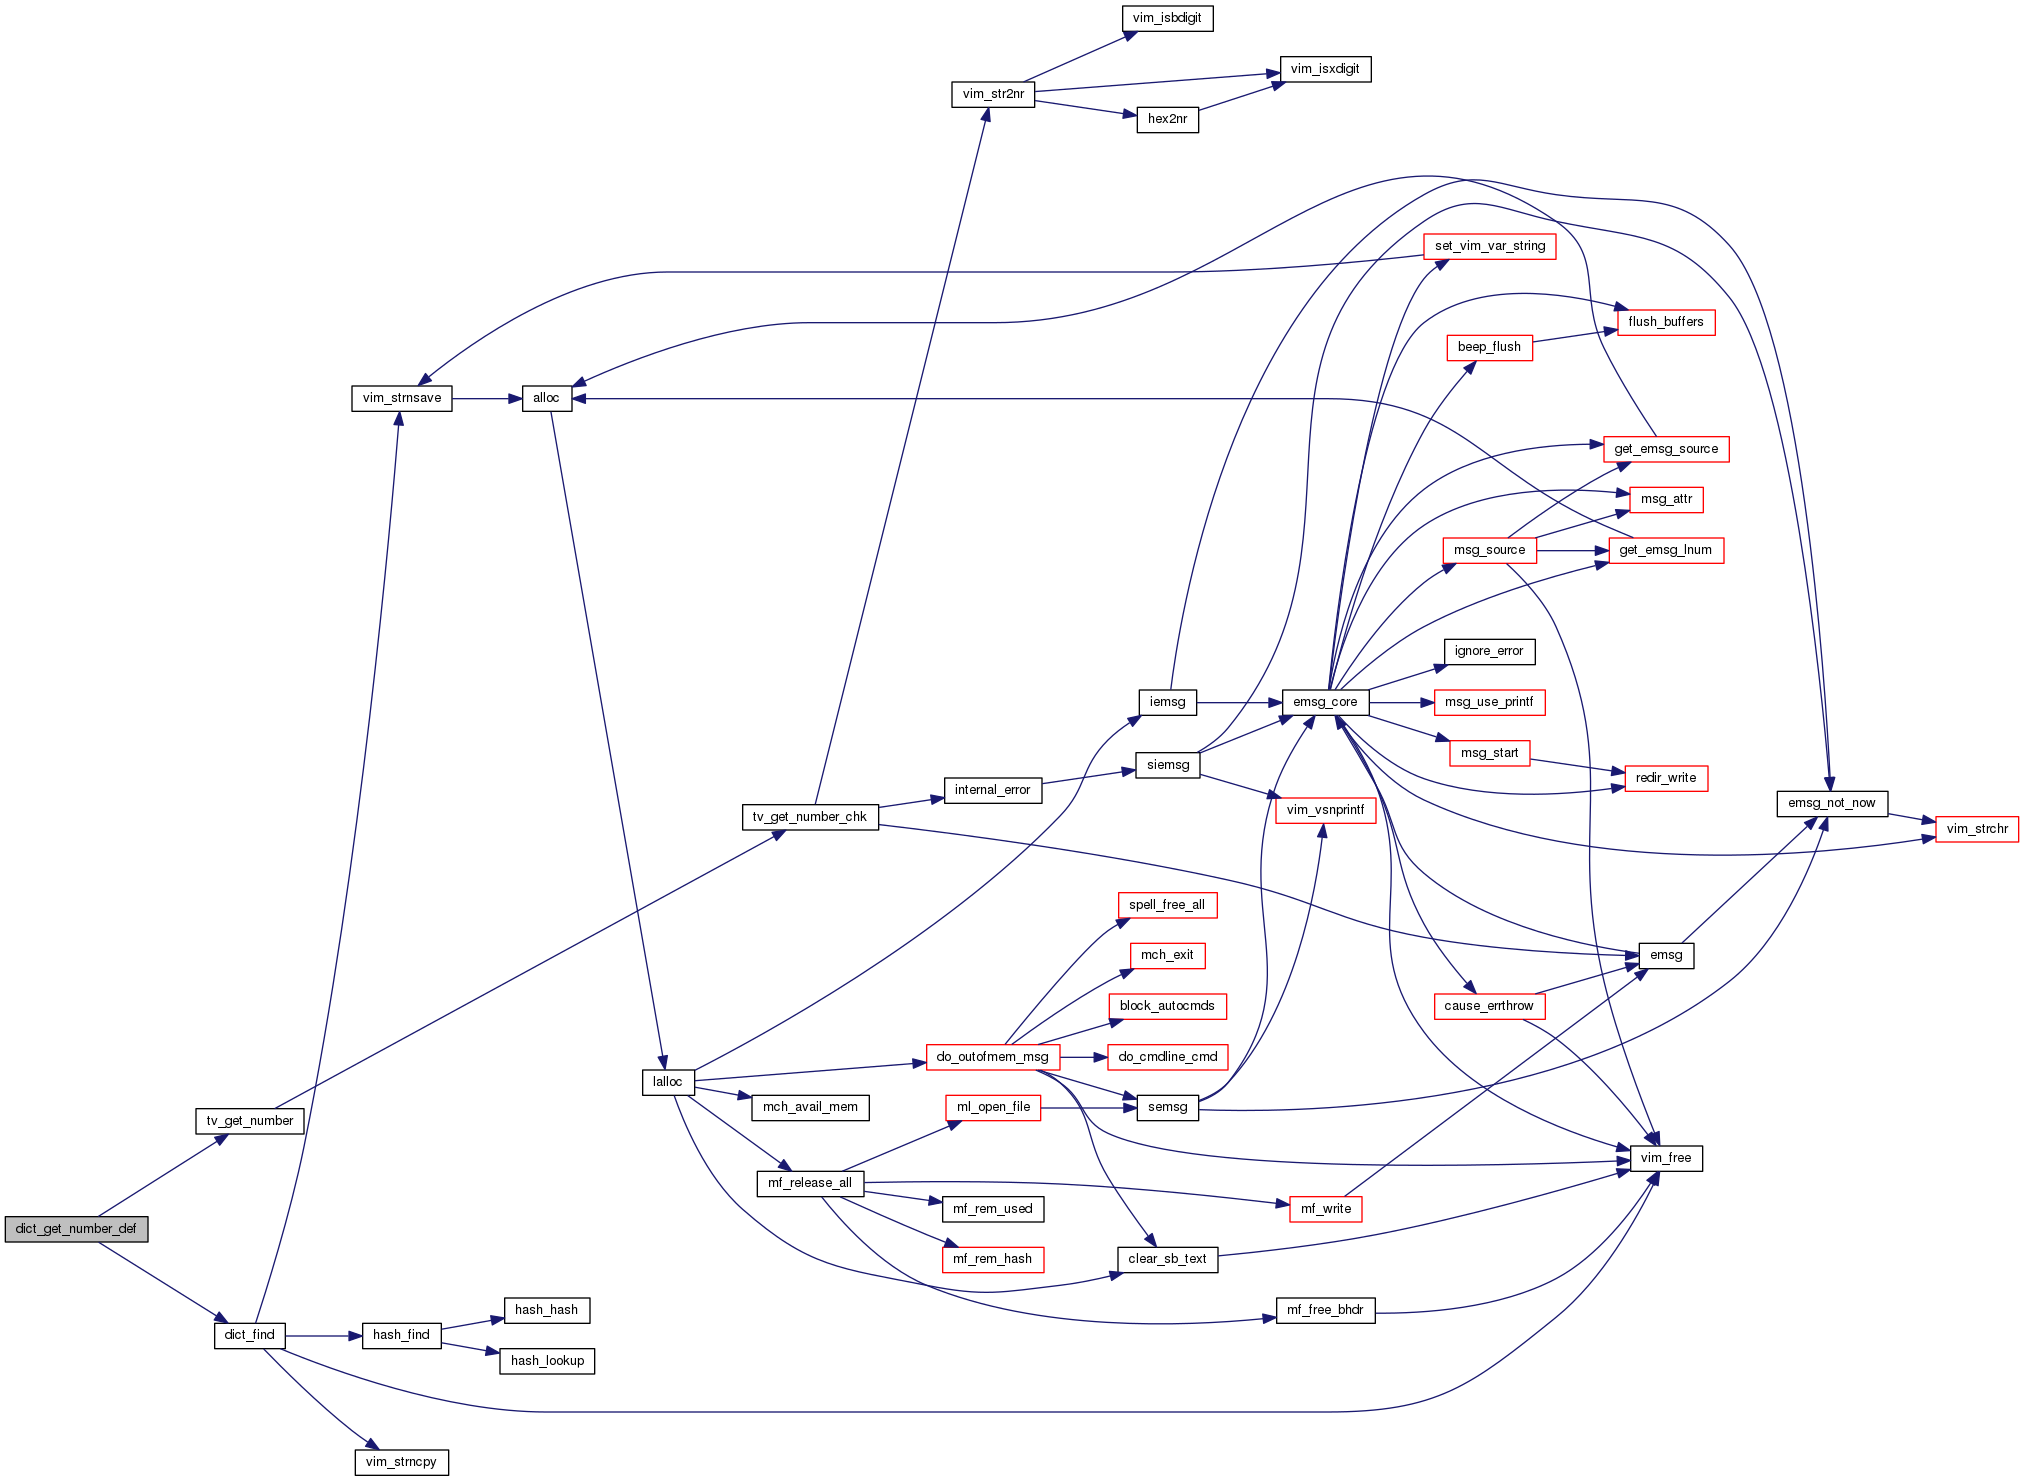 vim_isbdigit
vim_isxdigit
vim_str2nr
hex2nr
set_vim_var_string
flush_buffers
beep_flush
vim_strnsave
alloc
get_emsg_source
msg_attr
msg_source
get_emsg_lnum
ignore_error
iemsg
emsg_core
msg_use_printf
msg_start
siemsg
redir_write
internal_error
emsg_not_now
vim_vsnprintf
tv_get_number_chk
vim_strchr
spell_free_all
mch_exit
emsg
block_autocmds
cause_errthrow
do_outofmem_msg
do_cmdline_cmd
lalloc
mch_avail_mem
ml_open_file
semsg
tv_get_number
vim_free
mf_release_all
mf_rem_used
mf_write
dict_get_number_def
mf_rem_hash
clear_sb_text
hash_hash
mf_free_bhdr
dict_find
hash_find
hash_lookup
vim_strncpy